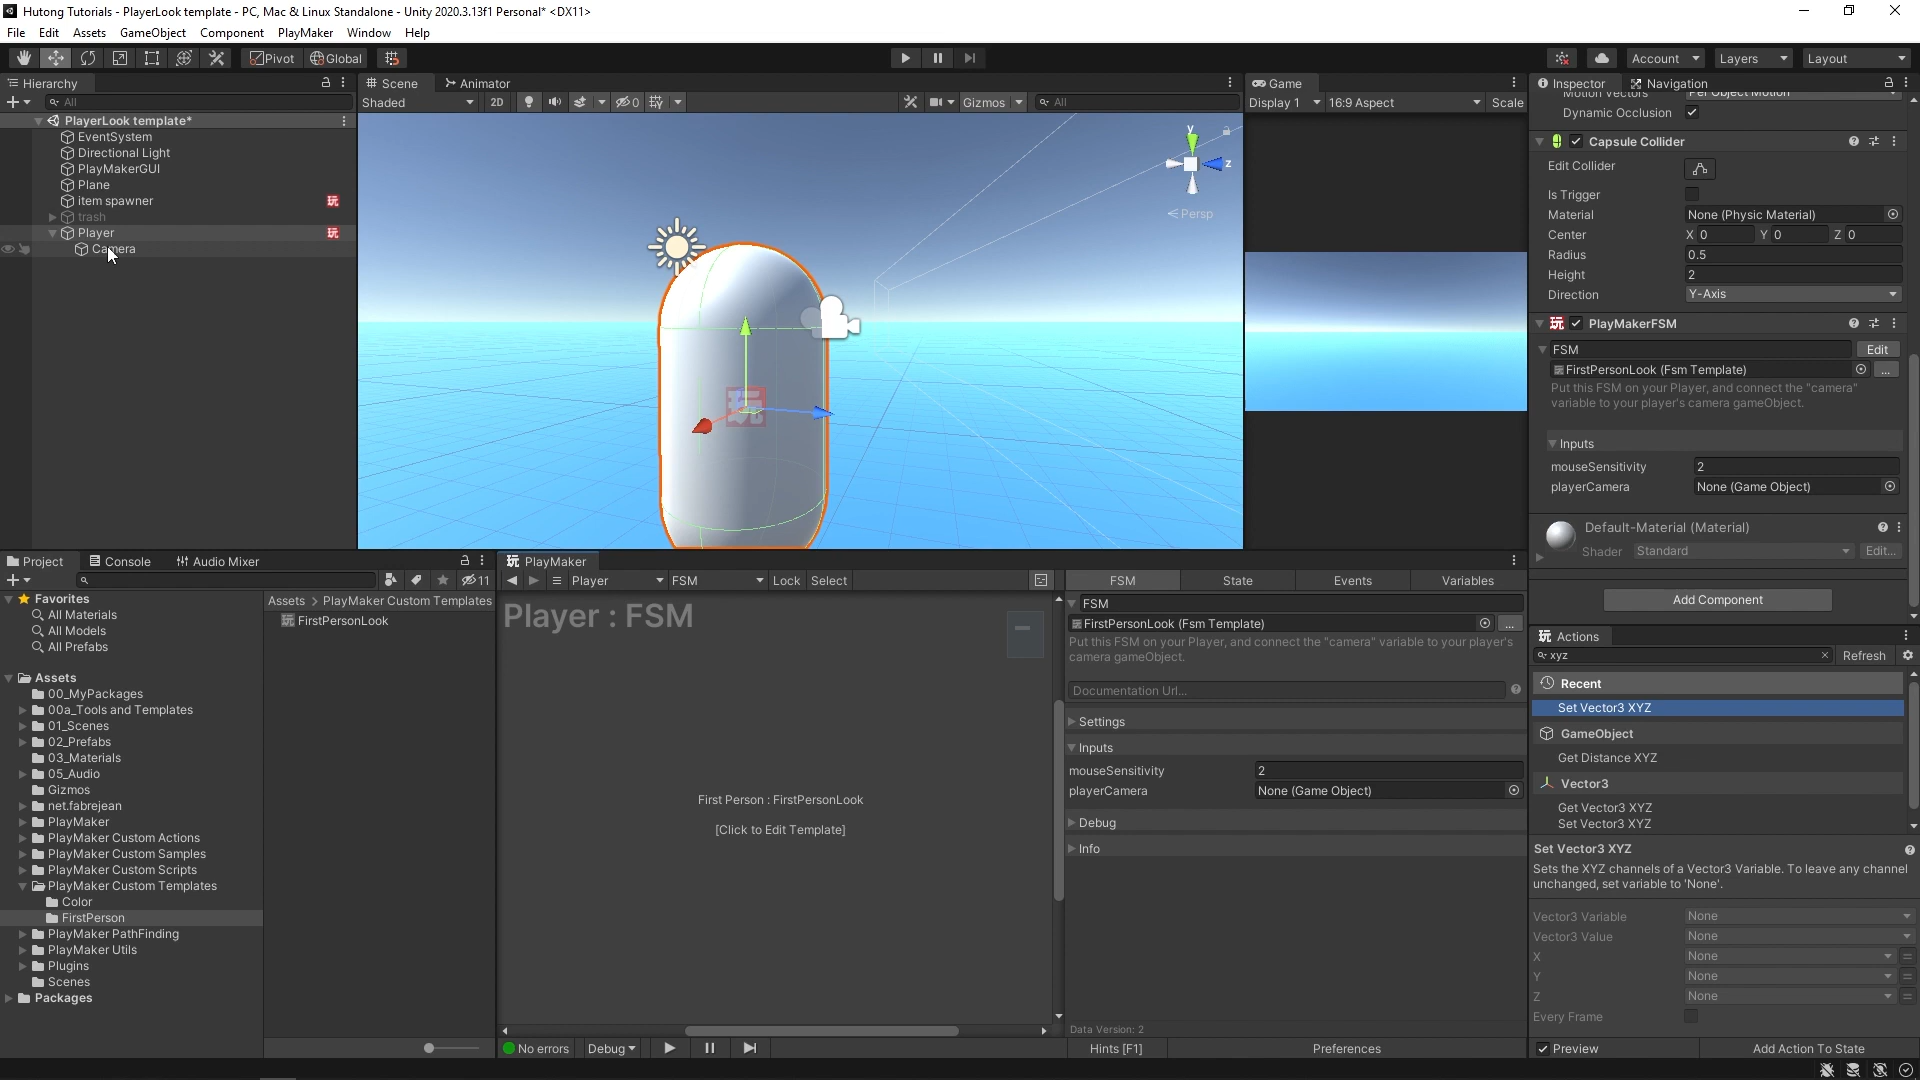 Hutong Tutorials - PlayerLook template - PC, Mac & Linux Standalone - Unity 2020.3.13f1 Personal* <DX11>
File Edit Assets GameObject Component PlayMaker Window Help
Pivot Global Account Layers Layout
Hierarchy
All
PlayerLook template*
EventSystem
Directional Light
PlayMakerGUI
Plane
item spawner 玩
trash
Player 玩
Camera
Scene Animator
Shaded 2D 0 Gizmos All
y
z
Persp
玩
Game
Display 1 16:9 Aspect Scale
Inspector Navigation
Motion Vectors Per Object Motion
Dynamic Occlusion
Capsule Collider
Edit Collider
Is Trigger
Material None (Physic Material)
Center X 0 Y 0 Z 0
Radius 0.5
Height 2
Direction Y-Axis
玩 PlayMakerFSM
FSM Edit
FirstPersonLook (Fsm Template) ...
Put this FSM on your Player, and connect the "camera"
variable to your player's camera gameObject.
Inputs
mouseSensitivity 2
playerCamera None (Game Object)
Default-Material (Material)
Shader Standard Edit...
Add Component
Project Console Audio Mixer
11
Favorites
All Materials
All Models
All Prefabs
Assets
00_MyPackages
00a_Tools and Templates
01_Scenes
02_Prefabs
03_Materials
05_Audio
Gizmos
net.fabrejean
PlayMaker
PlayMaker Custom Actions
PlayMaker Custom Samples
PlayMaker Custom Scripts
PlayMaker Custom Templates
Color
FirstPerson
PlayMaker PathFinding
PlayMaker Utils
Plugins
Scenes
Packages
Assets > PlayMaker Custom Templates
FirstPersonLook
玩 PlayMaker
Player FSM Lock Select
Player : FSM
First Person : FirstPersonLook
[Click to Edit Template]
No errors Debug
FSM State Events Variables
FSM
FirstPersonLook (Fsm Template) ...
Put this FSM on your Player, and connect the "camera" variable to your player's
camera gameObject.
Documentation Url...
Settings
Inputs
mouseSensitivity 2
playerCamera None (Game Object)
Debug
Info
Data Version: 2
Hints [F1] Preferences
玩 Actions
xyz Refresh
Recent
Set Vector3 XYZ
GameObject
Get Distance XYZ
Vector3
Get Vector3 XYZ
Set Vector3 XYZ
Set Vector3 XYZ
Sets the XYZ channels of a Vector3 Variable. To leave any channel
unchanged, set variable to 'None'.
Vector3 Variable None
Vector3 Value None
X None
Y None
Z None
Every Frame
Preview Add Action To State